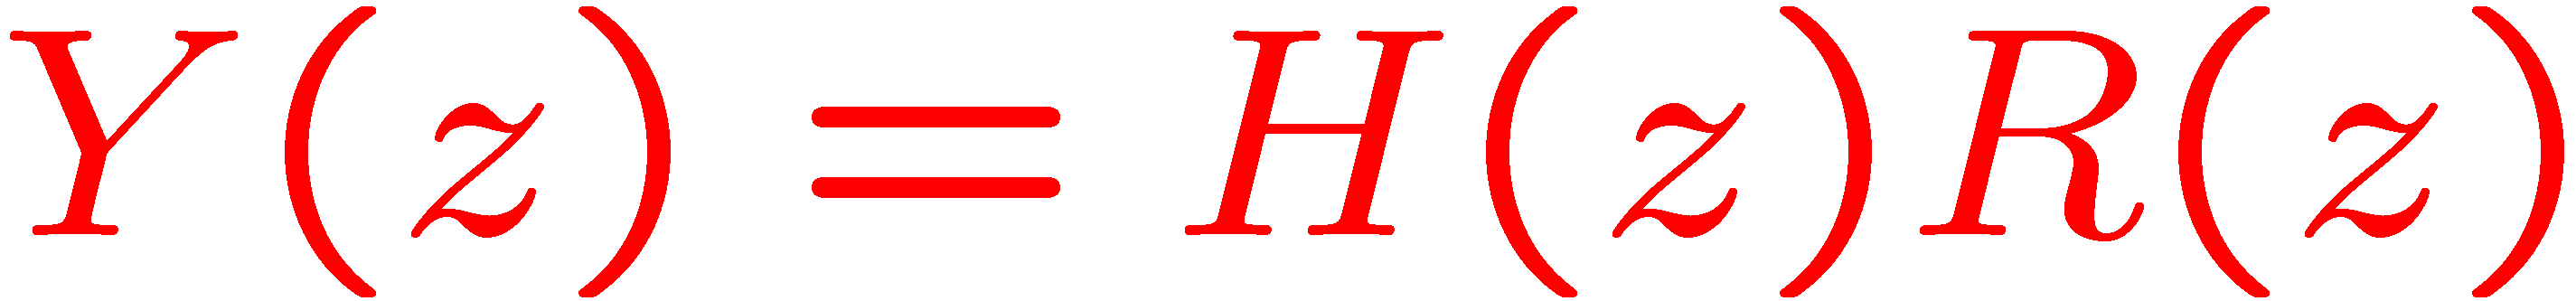 Y(z) = H(z)R(z)